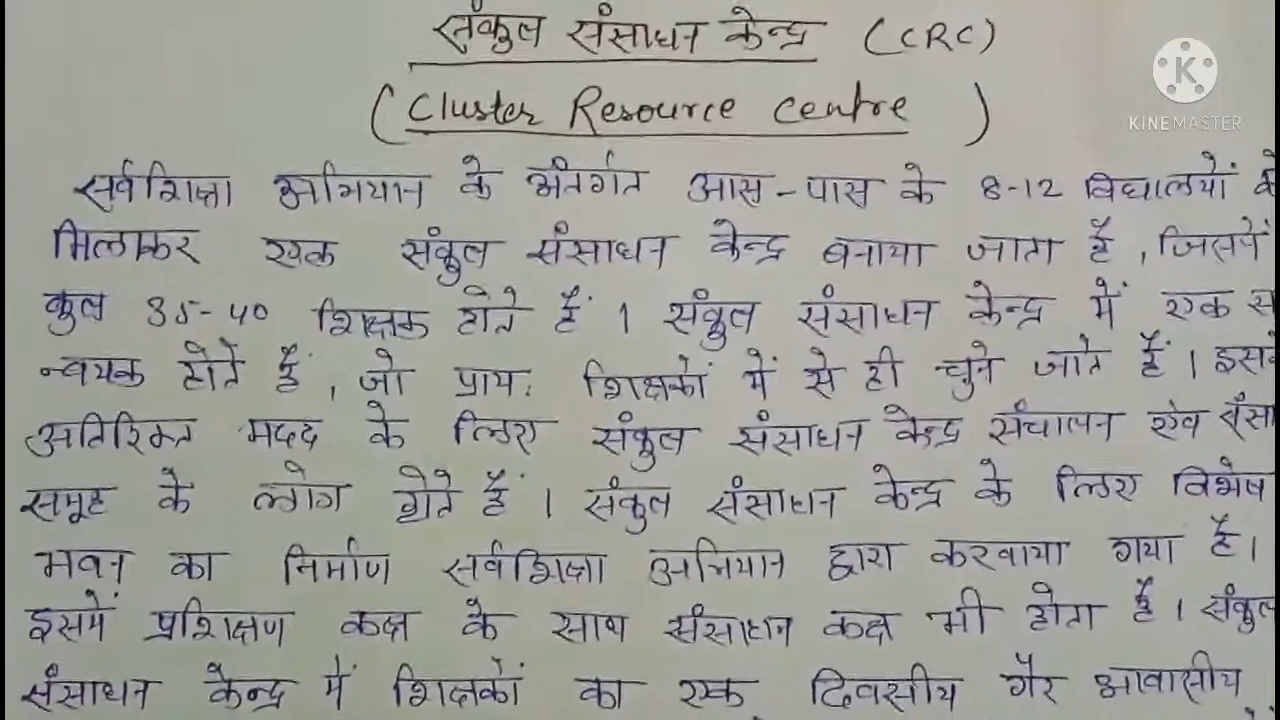 संकुल संसाधन केन्द्र (CRC)
(Cluster Resource centre)
K
KINEMASTER
सर्वशिक्षा अभियान के अंतर्गत आस-पास के 8-12 विद्यालयों के
मिलाकर एक संकुल संसाधन केन्द्र बनाया जाता है, जिसमें
कुल 35-40 शिक्षक होते हैं। संकुल संसाधन केन्द्र में एक स
न्वयक होते हैं, जो प्राय: शिक्षकों में से ही चुने जाते हैं। इसके
अतिरिक्त मदद के लिए संकुल संसाधन केन्द्र संचालन एंव संसा
समूह के लोग होते हैं। संकुल संसाधन केन्द्र के लिए विभेष
भवन का निर्माण सर्वशिक्षा अभियान द्वारा करवाया गया है।
इसमें प्रशिक्षण कक्ष के साथ संसाधन कक्ष भी होता है। संकुल
संसाधन केन्द्र में शिक्षकों का एक दिवसीय गैर आवासीय